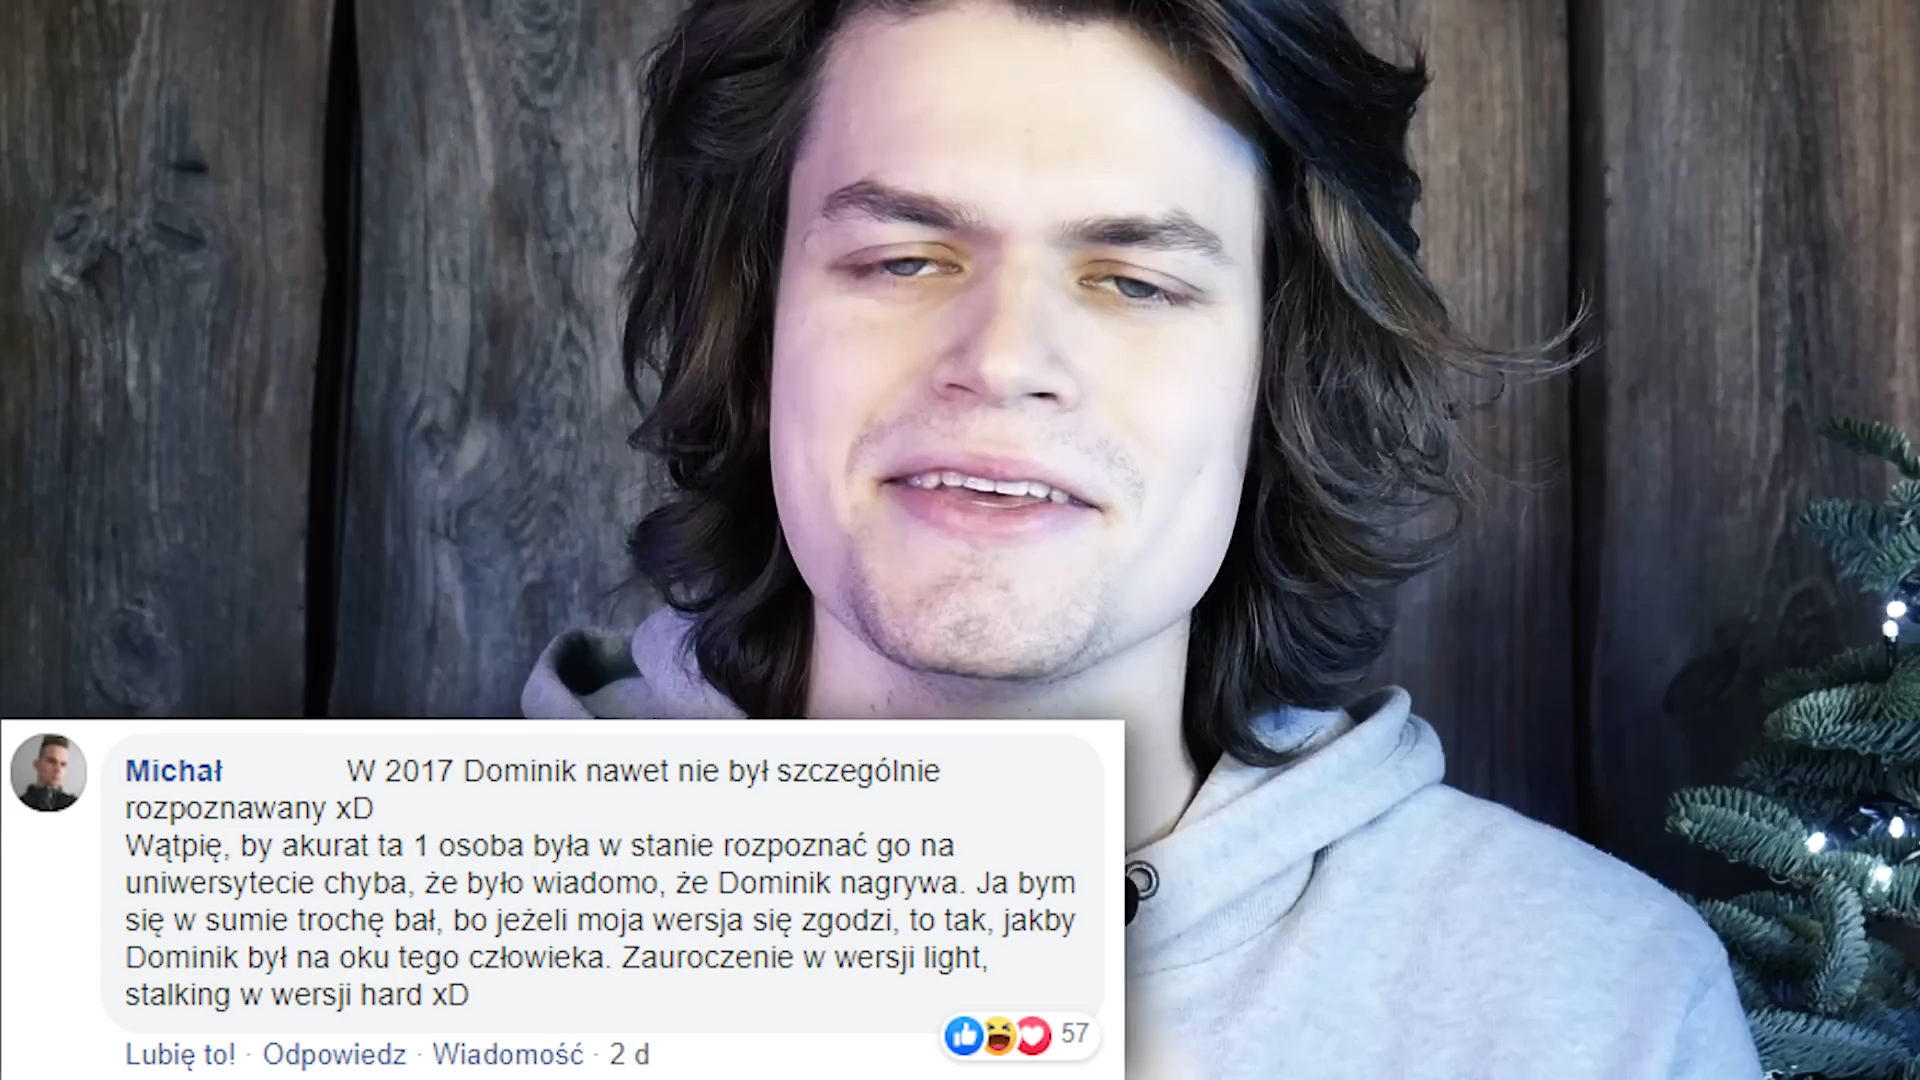 Michał W 2017 Dominik nawet nie był szczególnie
rozpoznawany xD
Wątpię, by akurat ta 1 osoba była w stanie rozpoznać go na
uniwersytecie chyba, że było wiadomo, że Dominik nagrywa. Ja bym
się w sumie trochę bał, bo jeżeli moja wersja się zgodzi, to tak, jakby
Dominik był na oku tego człowieka. Zauroczenie w wersji light,
stalking w wersji hard xD
57
Lubię to! · Odpowiedz · Wiadomość · 2 d